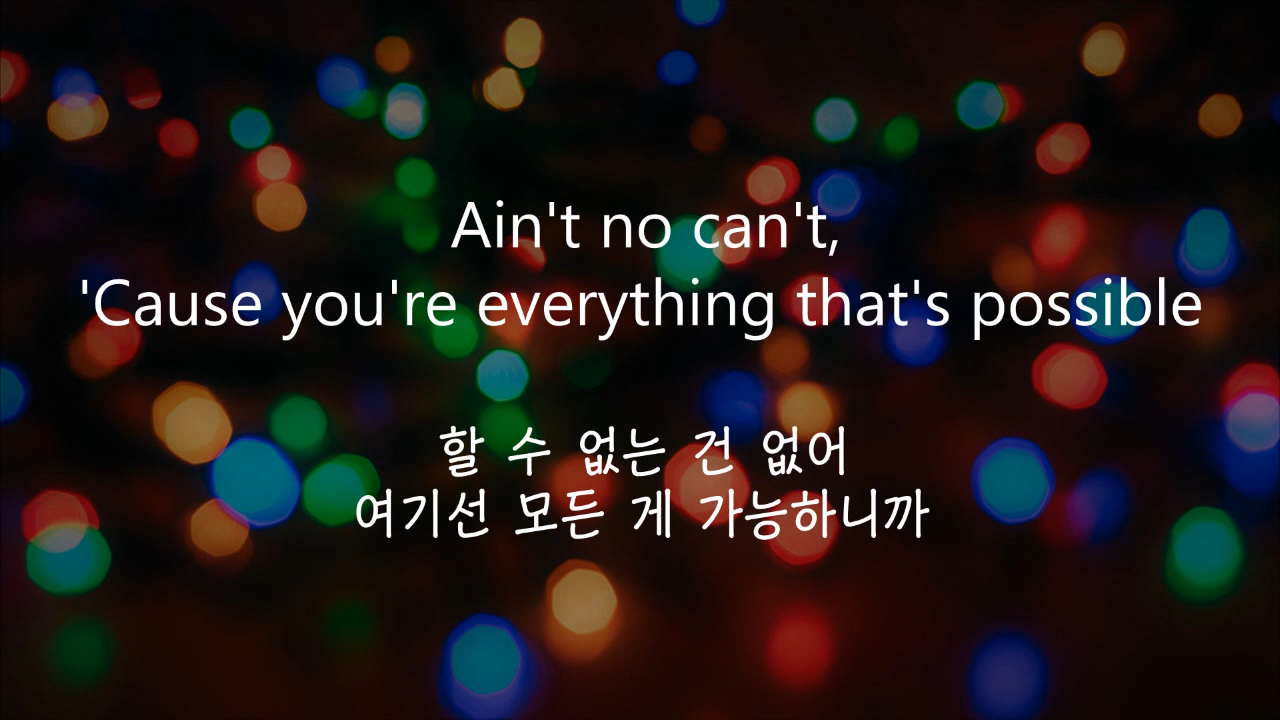 Ain't no can't,
'Cause you're everything that's possible
할 수 없는 건 없어
여기선 모든 게 가능하니까